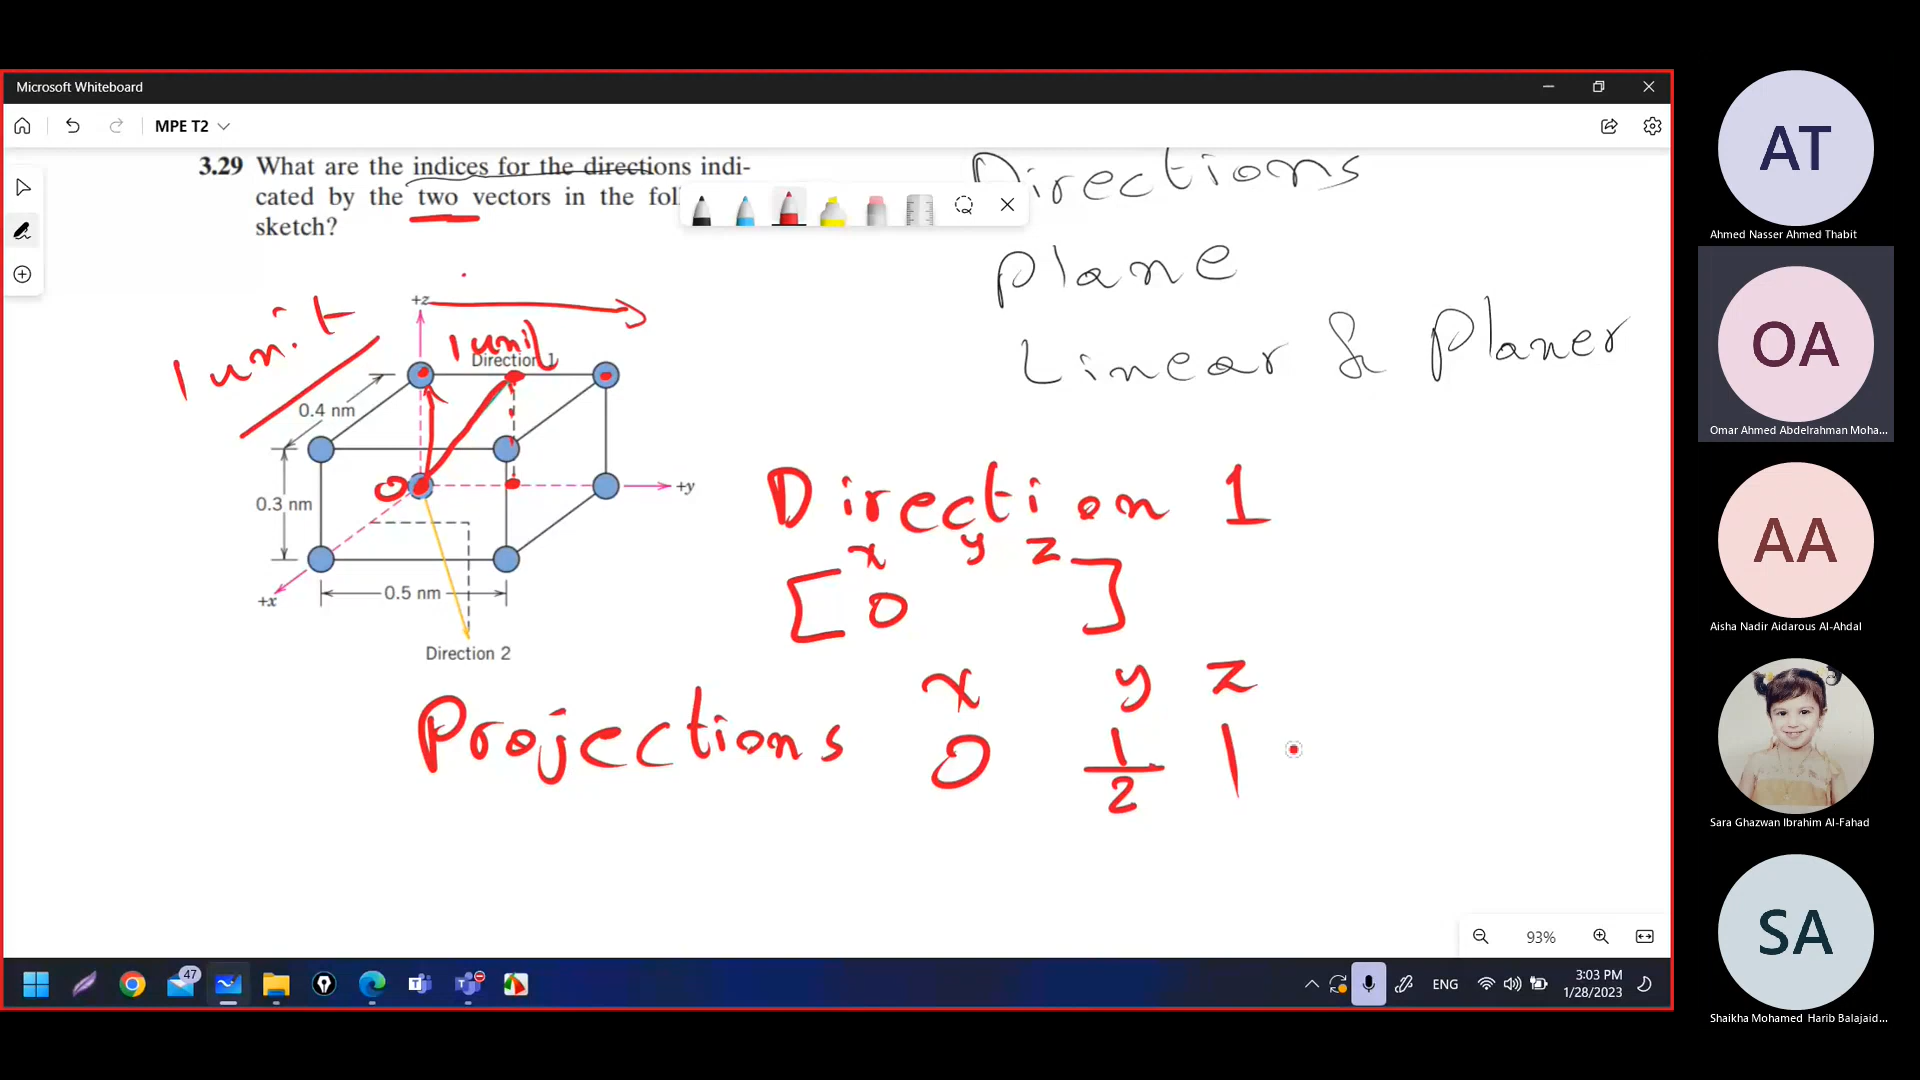 Microsoft Whiteboard
MPE T2
3.29 What are the indices for the directions indi-
cated by the two vectors in the fol
sketch?
Directions
Plane
Linear & Planer
1 unit
+z
1 unit
Direction 1
0.4 nm
0
+y
0.3 nm
0.5 nm
+x
Direction 2
Direction 1
x y z
[ 0 ]
x y z
Projections 0 1/2 1
93%
47
ENG
3:03 PM
1/28/2023
AT
Ahmed Nasser Ahmed Thabit
OA
Omar Ahmed Abdelrahman Moha...
AA
Aisha Nadir Aidarous Al-Ahdal
Sara Ghazwan Ibrahim Al-Fahad
SA
Shaikha Mohamed Harib Balajaid...